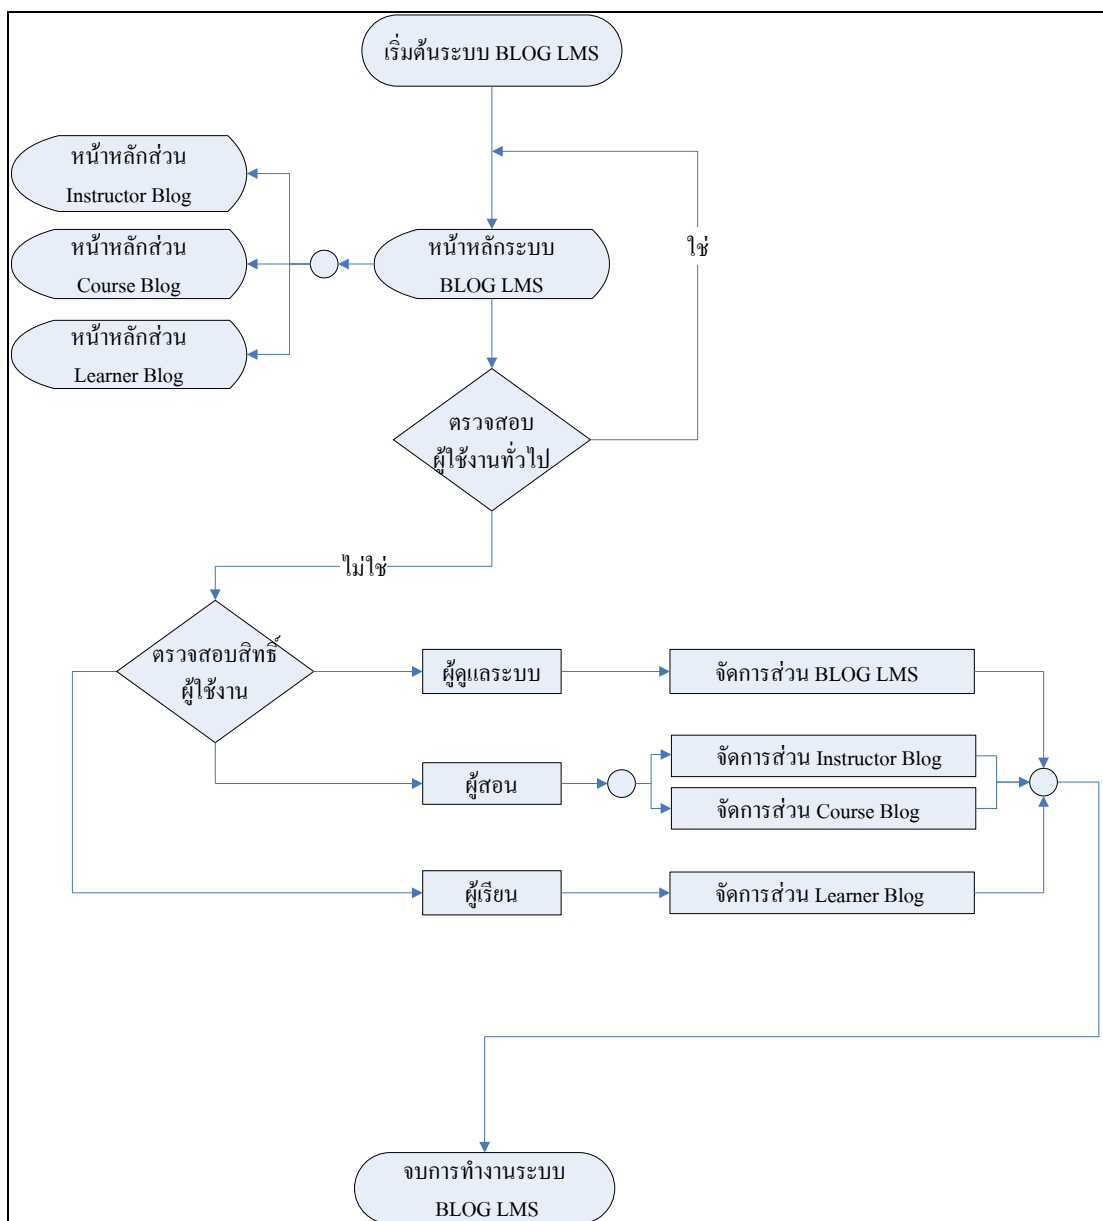 เริ่มต้นระบบ BLOG LMS
หน้าหลักส่วน
Instructor Blog
หน้าหลักส่วน
Course Blog
หน้าหลักส่วน
Learner Blog
หน้าหลักระบบ
BLOG LMS
ใช่
ตรวจสอบ
ผู้ใช้งานทั่วไป
ไม่ใช่
ตรวจสอบสิทธิ์
ผู้ใช้งาน
ผู้ดูแลระบบ
จัดการส่วน BLOG LMS
ผู้สอน
จัดการส่วน Instructor Blog
จัดการส่วน Course Blog
ผู้เรียน
จัดการส่วน Learner Blog
จบการทำงานระบบ
BLOG LMS